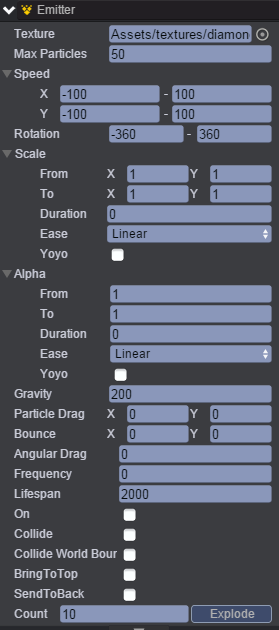 Emitter
Texture Assets/textures/diamon
Max Particles 50
Speed
X -100 - 100
Y -100 - 100
Rotation -360 - 360
Scale
From X 1 Y 1
To X 1 Y 1
Duration 0
Ease Linear
Yoyo
Alpha
From 1
To 1
Duration 0
Ease Linear
Yoyo
Gravity 200
Particle Drag X 0 Y 0
Bounce X 0 Y 0
Angular Drag 0
Frequency 0
Lifespan 2000
On
Collide
Collide World Bour
BringToTop
SendToBack
Count 10 Explode